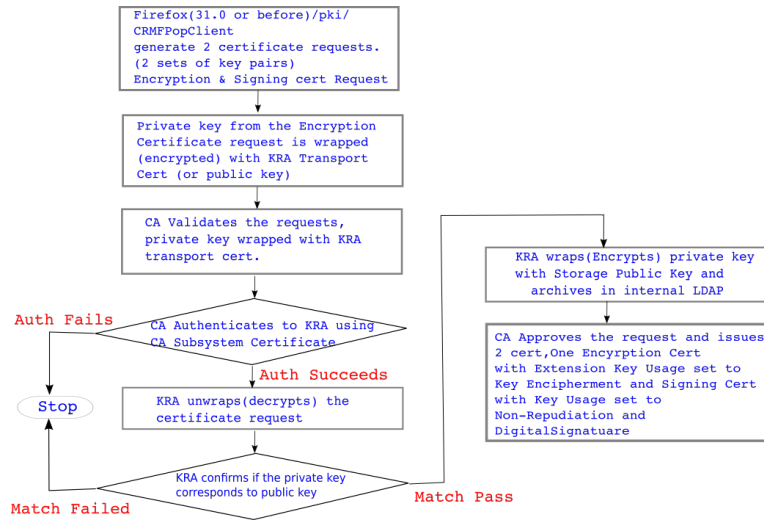 Firefox(31.0 or before)/pki/
CRMFPopClient
generate 2 certificate requests.
(2 sets of key pairs)
Encryption & Signing cert Request
Private key from the Encryption
Certificate request is wrapped
(encrypted) with KRA Transport
Cert (or public key)
CA Validates the requests,
private key wrapped with KRA
transport cert.
Auth Fails
CA Authenticates to KRA using
CA Subsystem Certificate
Auth Succeeds
KRA unwraps(decrypts) the
certificate request
Stop
KRA confirms if the private key
corresponds to public key
Match Failed
Match Pass
KRA wraps(Encrypts) private key
with Storage Public Key and
archives in internal LDAP
CA Approves the request and issues
2 cert,One Encyrption Cert
with Extension Key Usage set to
Key Encipherment and Signing Cert
with Key Usage set to
Non-Repudiation and
DigitalSignatuare